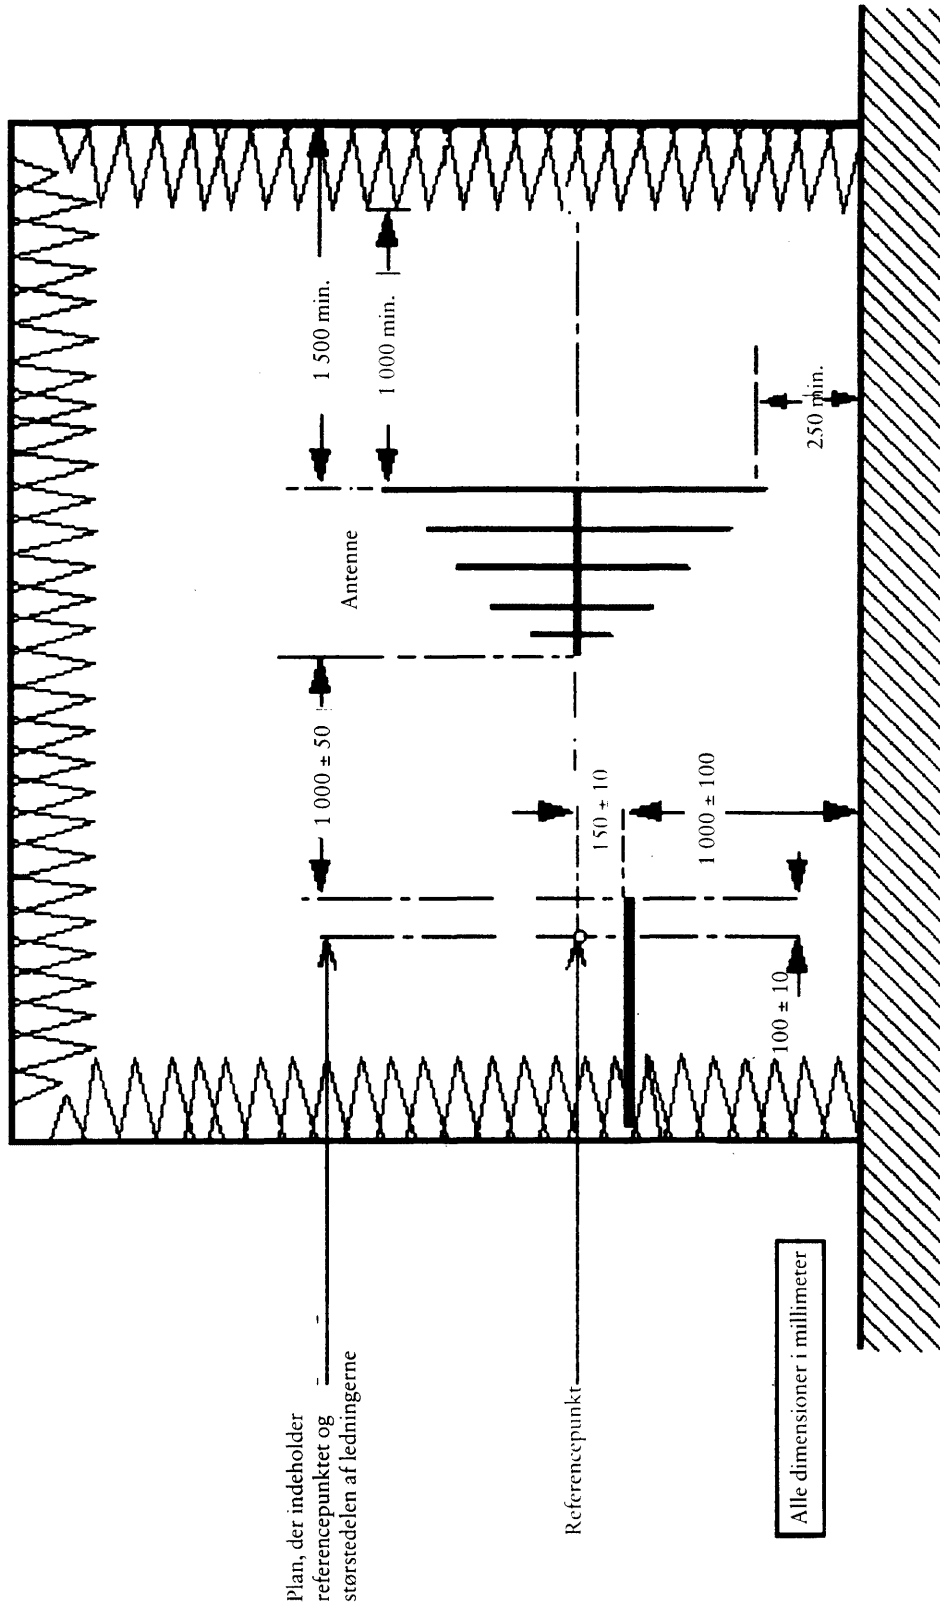 Plan, der indeholder
referencepunktet og
størstedelen af ledningerne
Referencepunkt
Alle dimensioner i millimeter
1 000 ± 50
Antenne
1 500 min.
1 000 min.
150 ± 10
1 000 ± 100
100 ± 10
250 min.